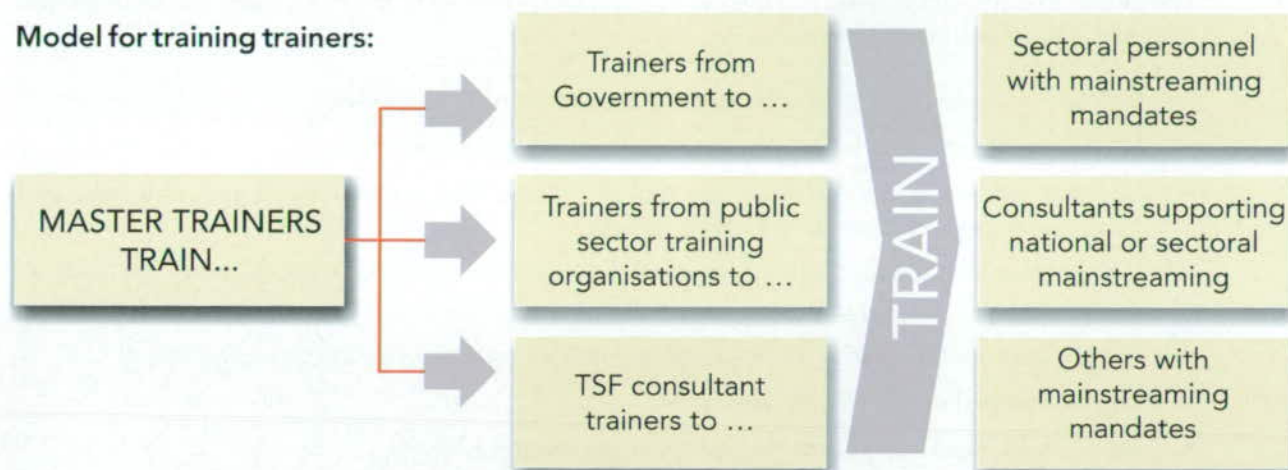 Model for training trainers:
MASTER TRAINERS
TRAIN...
Trainers from
Government to ...
Trainers from public
sector training
organisations to ...
TSF consultant
trainers to ...
TRAIN
Sectoral personnel
with mainstreaming
mandates
Consultants supporting
national or sectoral
mainstreaming
Others with
mainstreaming
mandates